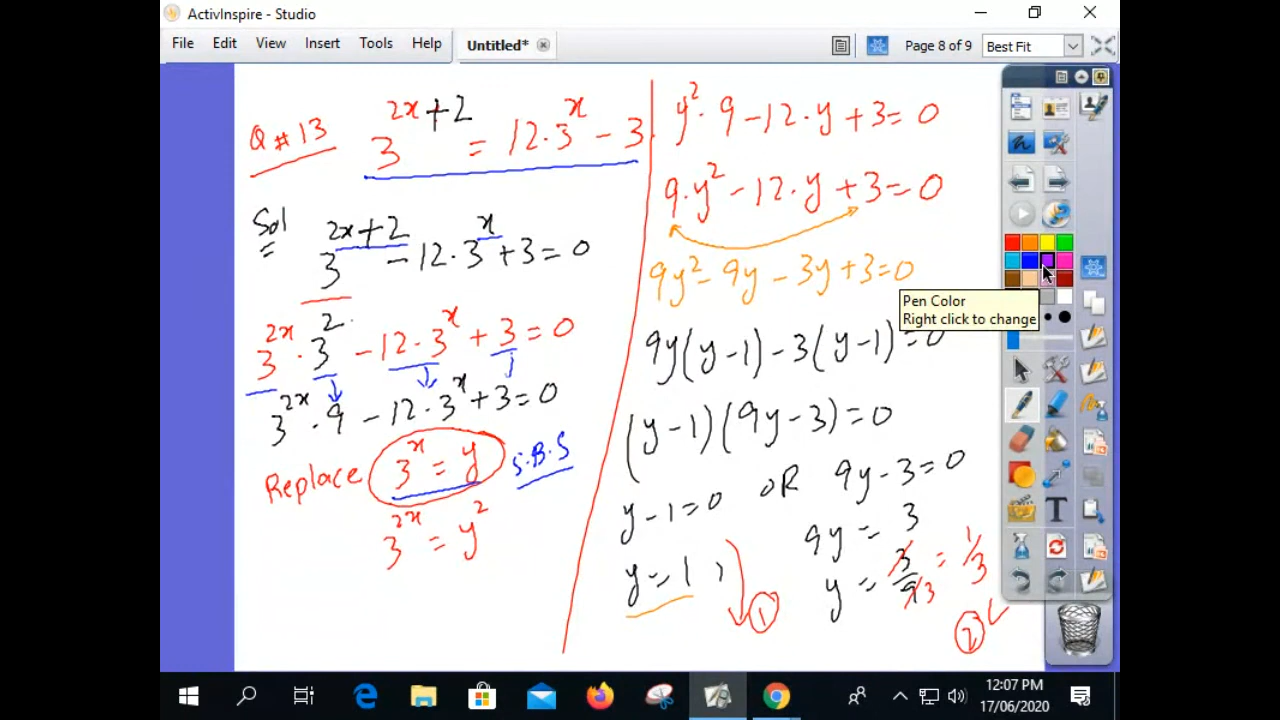 ActivInspire - Studio
File Edit View Insert Tools Help Untitled* Page 8 of 9 Best Fit
Q # 13 3^{2x+2} = 12·3^x − 3
Sol
=
3^{2x+2} − 12·3^x + 3 = 0
3^{2x} · 3^2 − 12·3^x + 3 = 0
3^{2x} · 9 − 12·3^x + 3 = 0
Replace 3^x = y S.B.S
3^{2x} = y^2
y^2 · 9 − 12·y + 3 = 0
9·y^2 − 12·y + 3 = 0
9y^2 − 9y − 3y + 3 = 0
9y(y−1) − 3(y−1) = 0
(y−1)(9y−3) = 0
y−1 = 0 OR 9y−3 = 0
9y = 3
y = 1, ① y = 3/9 3 = 1/3
②
Pen Color
Right click to change
12:07 PM
17/06/2020